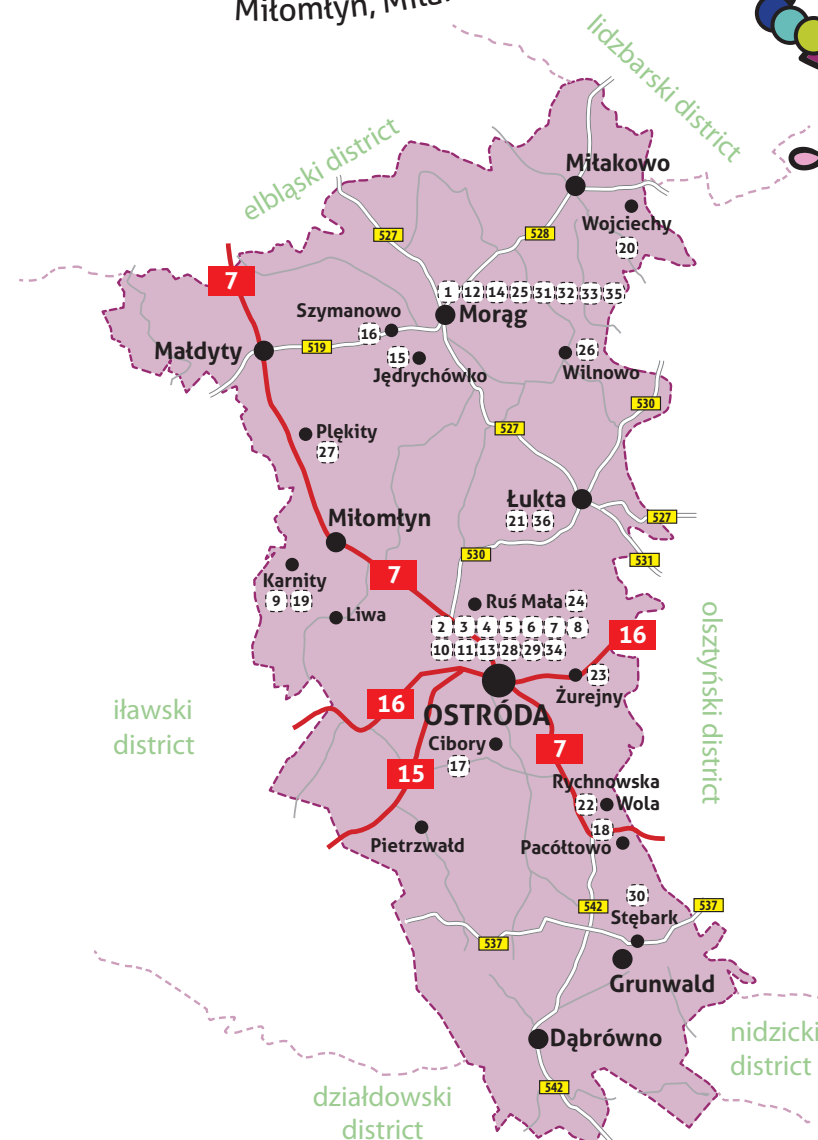 Miłomłyn,
lidzbarski district
elbląski district
Miłakowo
Wojciechy
20
527
528
7
1 12 14 25 31 32 33 35
Morąg
Szymanowo
16
Małdyty
519
15
Jędrychówko
26
Wilnowo
530
Plękity
27
527
Łukta
21 36
527
Miłomłyn
530
531
7
Karnity
9 19
Liwa
Ruś Mała 24
2 3 4 5 6 7 8
10 11 13 28 29 34
16
olsztyński district
23
Żurejny
16
OSTRÓDA
iławski
district
Cibory
17
7
15
Rychnowska
22 Wola
18
Pietrzwałd
Pacółtowo
30
542
537
Stębark
537
Grunwald
Dąbrówno
nidzicki
district
542
działdowski
district